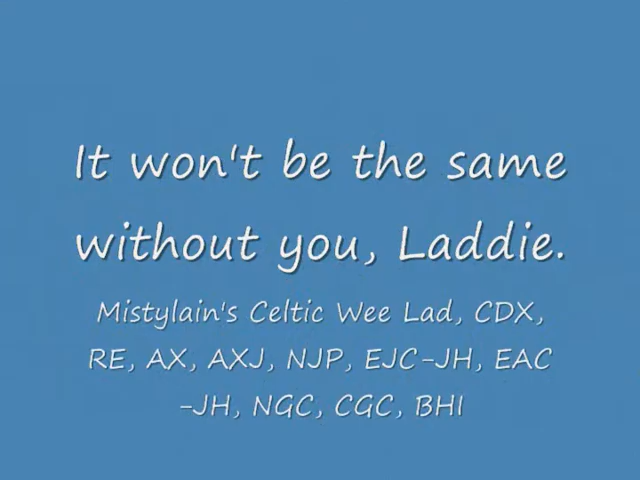 It won't be the same
without you, Laddie.
Mistylain's Celtic Wee Lad, CDX,
RE, AX, AXJ, NJP, EJC-JH, EAC
-JH, NGC, CGC, BHI